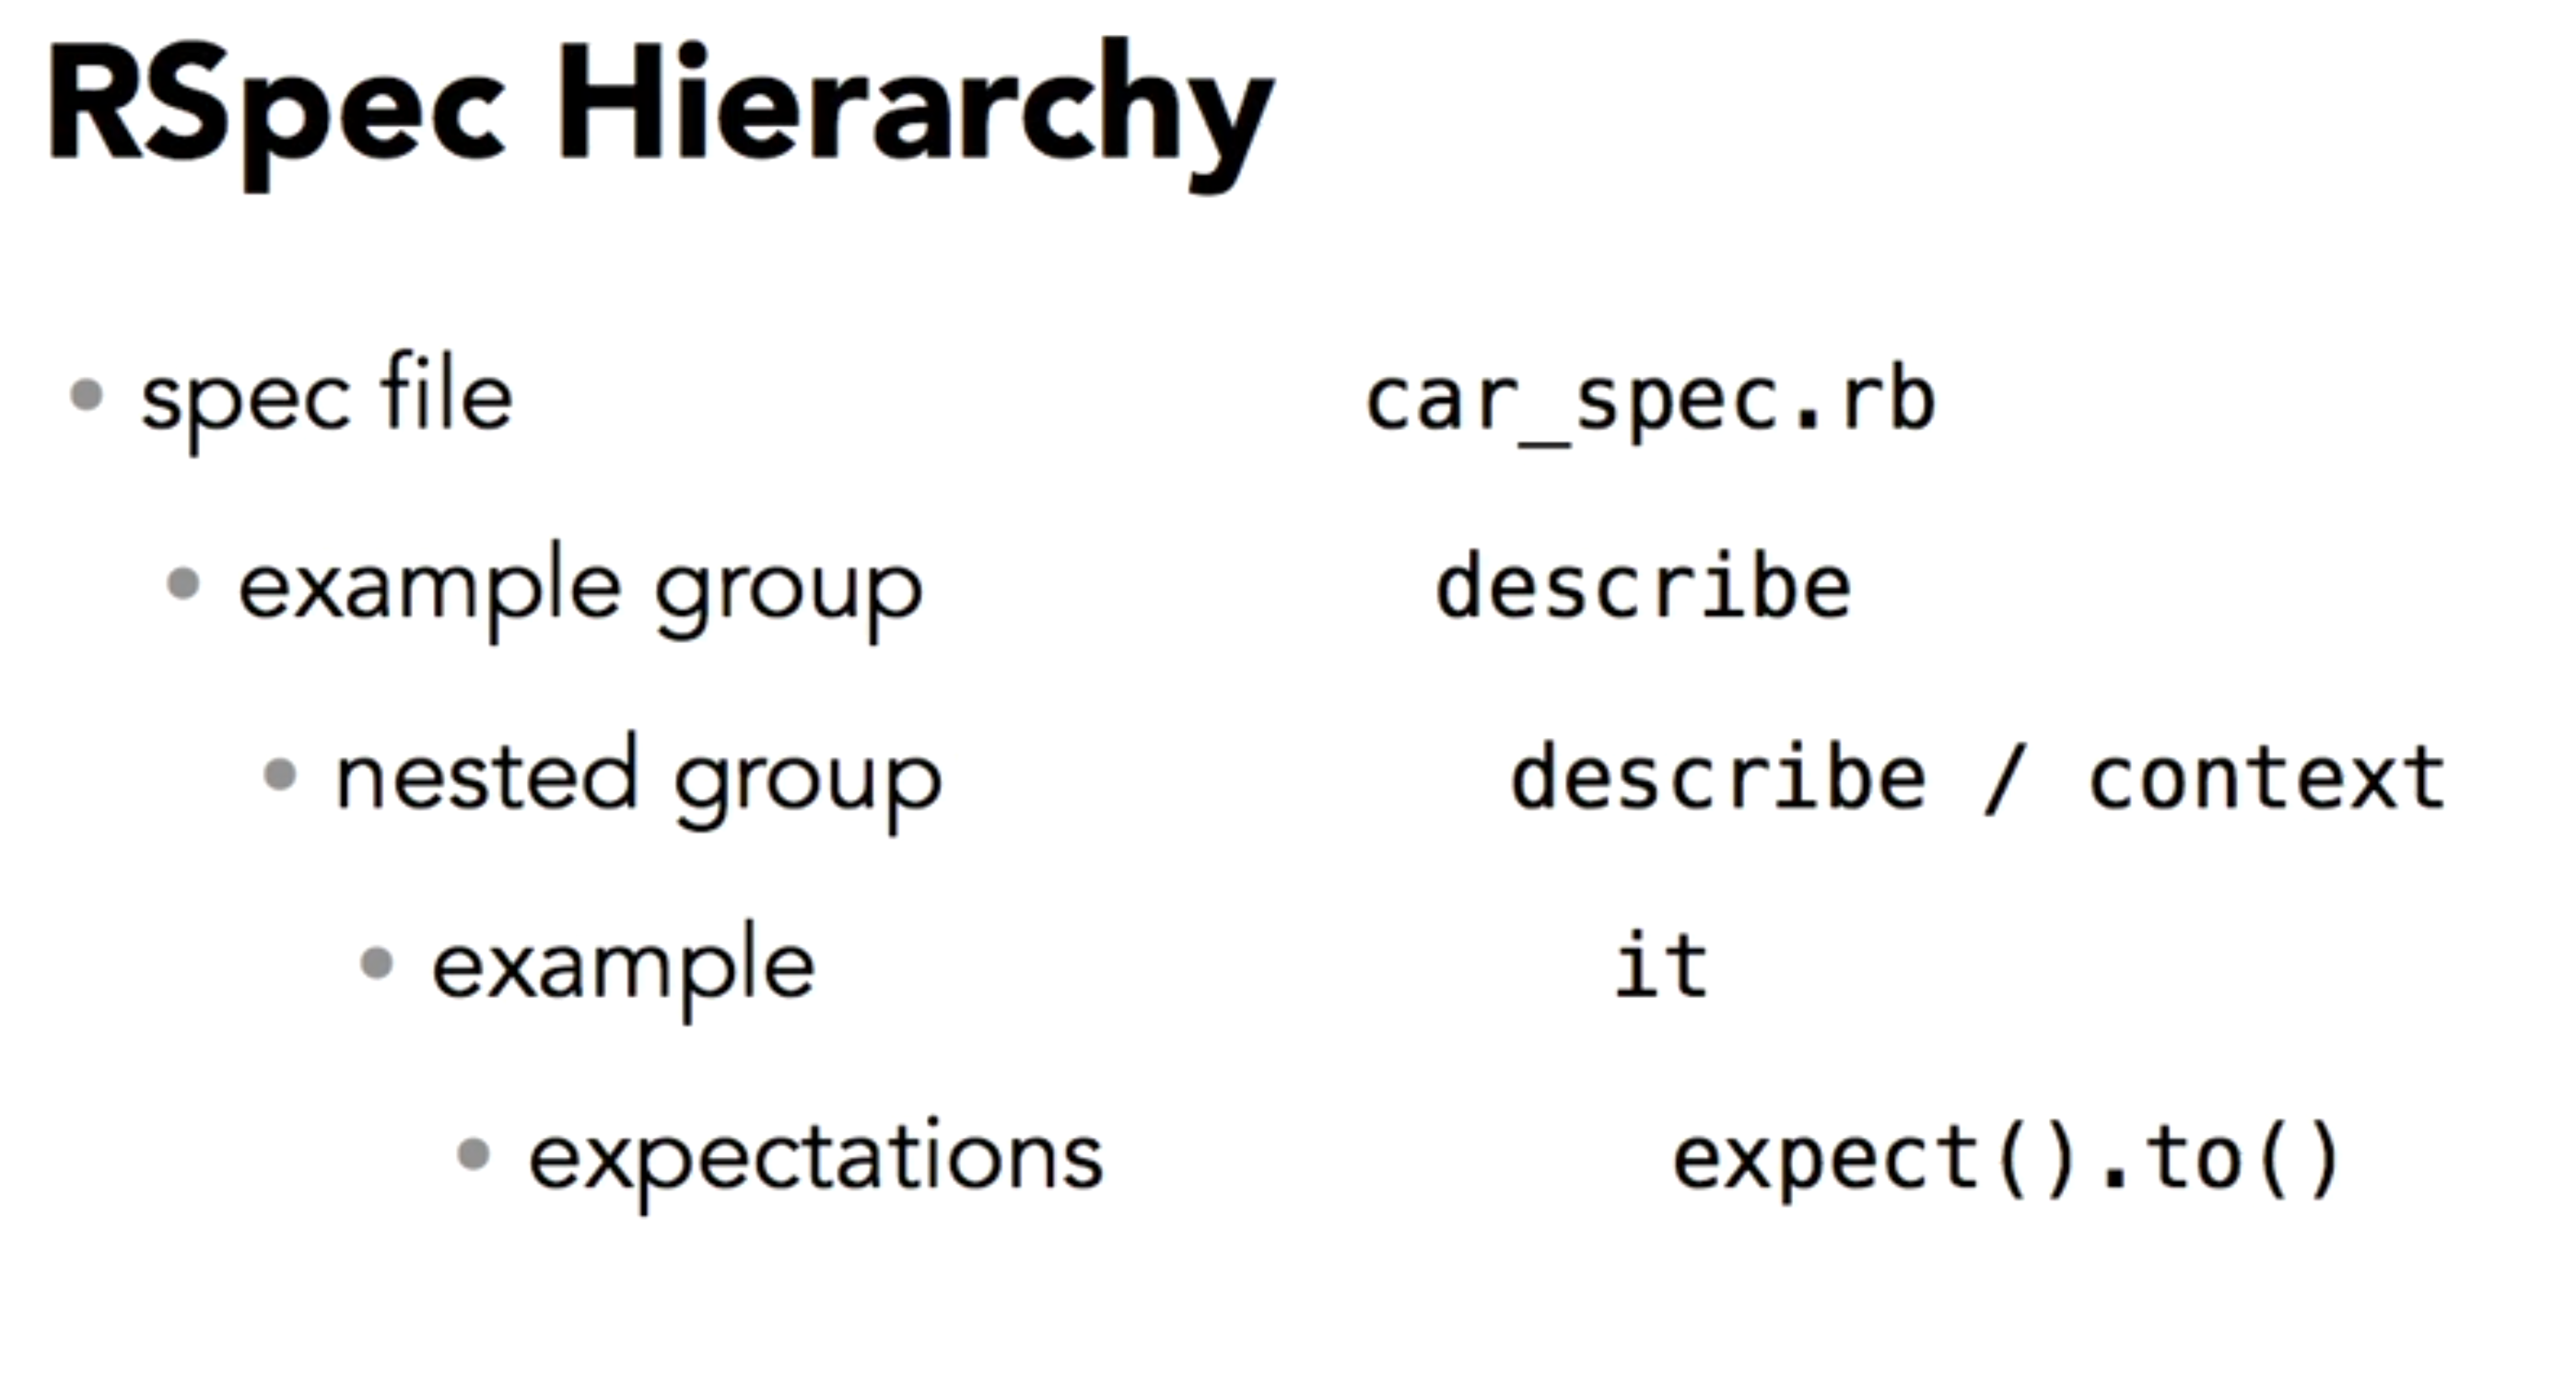 RSpec Hierarchy
• spec file car_spec.rb
• example group describe
• nested group describe / context
• example it
• expectations expect().to()